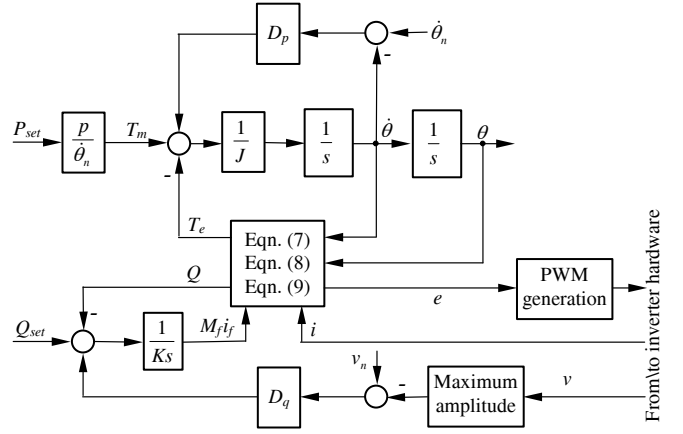 D_p
-
θ̇_n
P_set
p
θ̇_n
T_m
-
1
J
1
s
θ̇
1
s
θ
T_e
Eqn. (7)
Eqn. (8)
Eqn. (9)
Q
-
Q_set
1
Ks
M_f i_f
i
e
PWM
generation
v_n
D_q
-
Maximum
amplitude
v
From\to inverter hardware